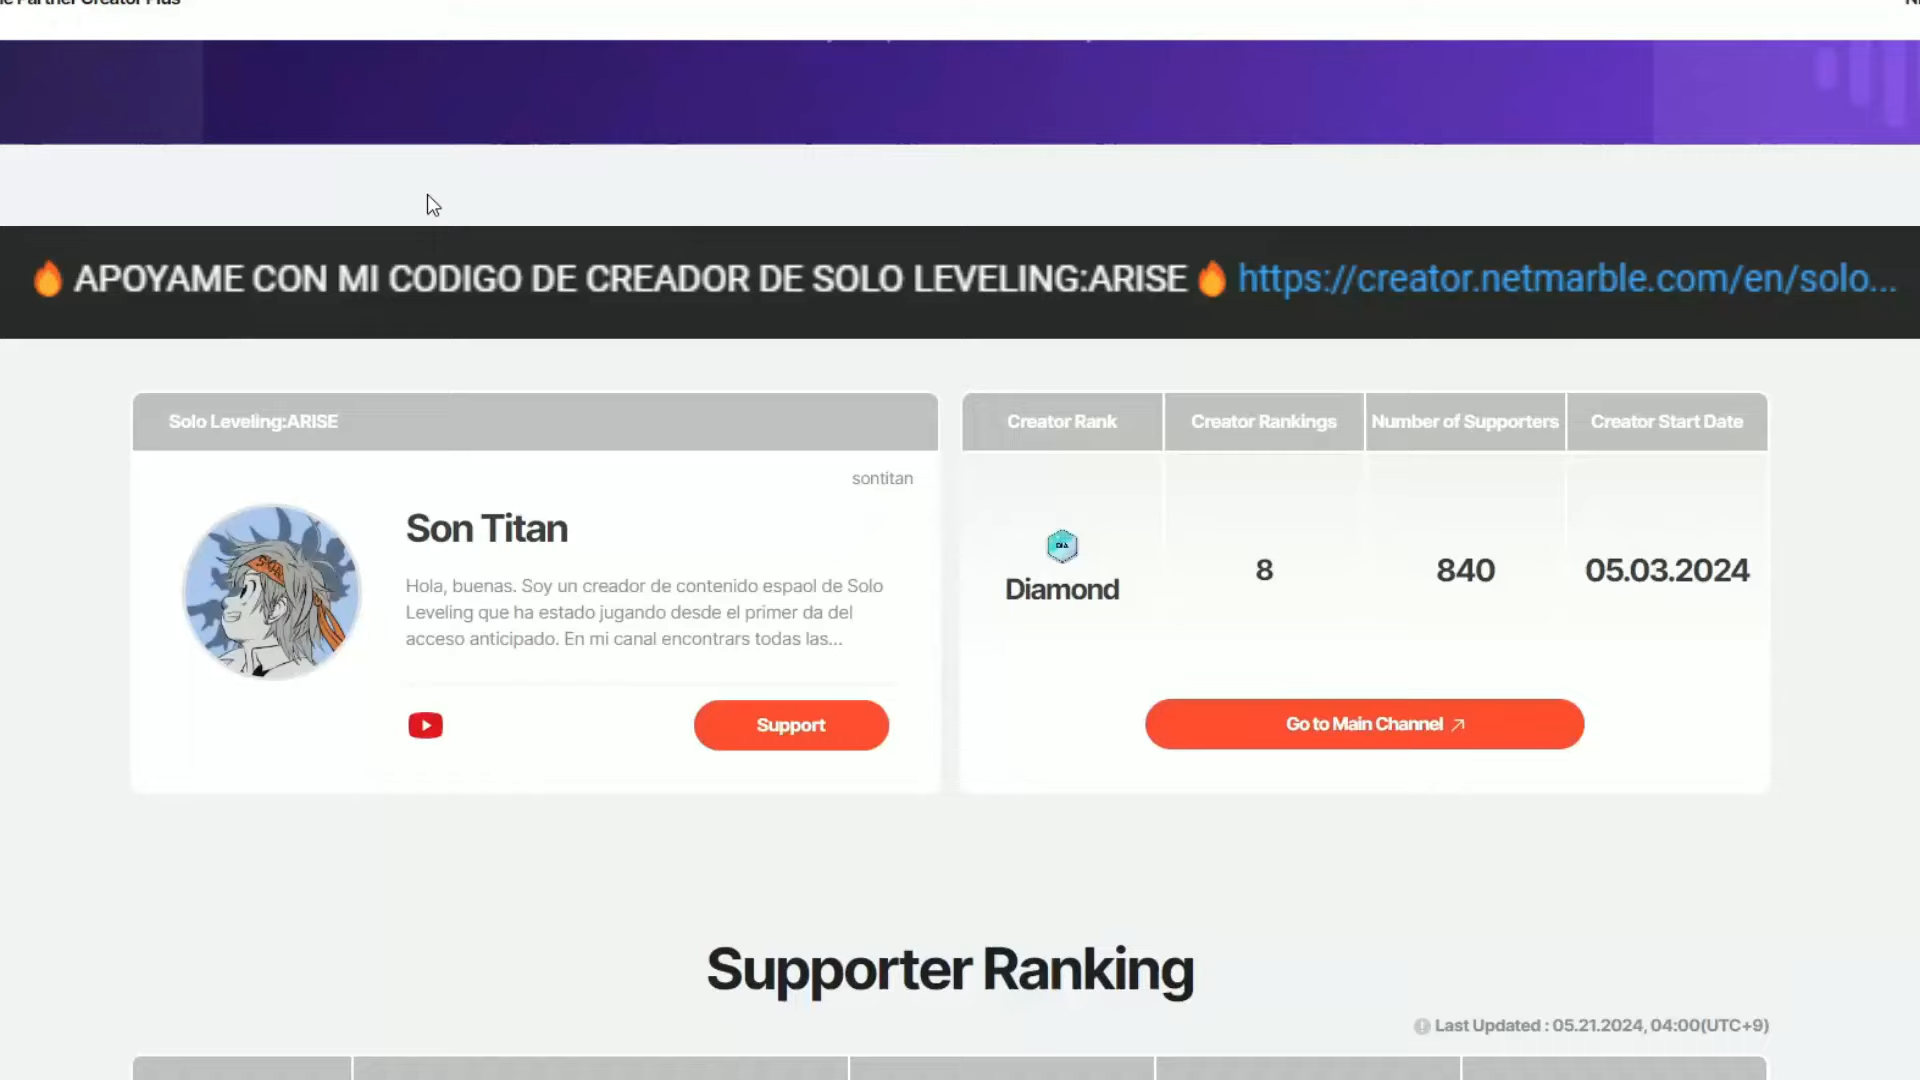 Partner Creator Plus
🔥 APOYAME CON MI CODIGO DE CREADOR DE SOLO LEVELING:ARISE 🔥 https://creator.netmarble.com/en/solo...
Solo Leveling:ARISE
sontitan
Son Titan
Hola, buenas. Soy un creador de contenido espaol de Solo
Leveling que ha estado jugando desde el primer da del
acceso anticipado. En mi canal encontrars todas las...
Support
Creator Rank Creator Rankings Number of Supporters Creator Start Date
DIA
Diamond 8 840 05.03.2024
Go to Main Channel
Supporter Ranking
Last Updated : 05.21.2024, 04:00(UTC+9)